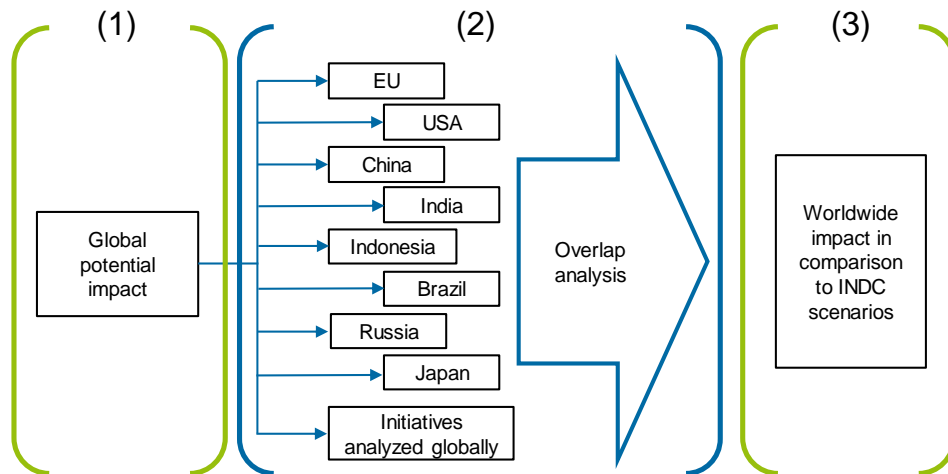 (1)
(2)
(3)
Global
potential
impact
EU
USA
China
India
Indonesia
Brazil
Russia
Japan
Initiatives
analyzed globally
Overlap
analysis
Worldwide
impact in
comparison
to INDC
scenarios